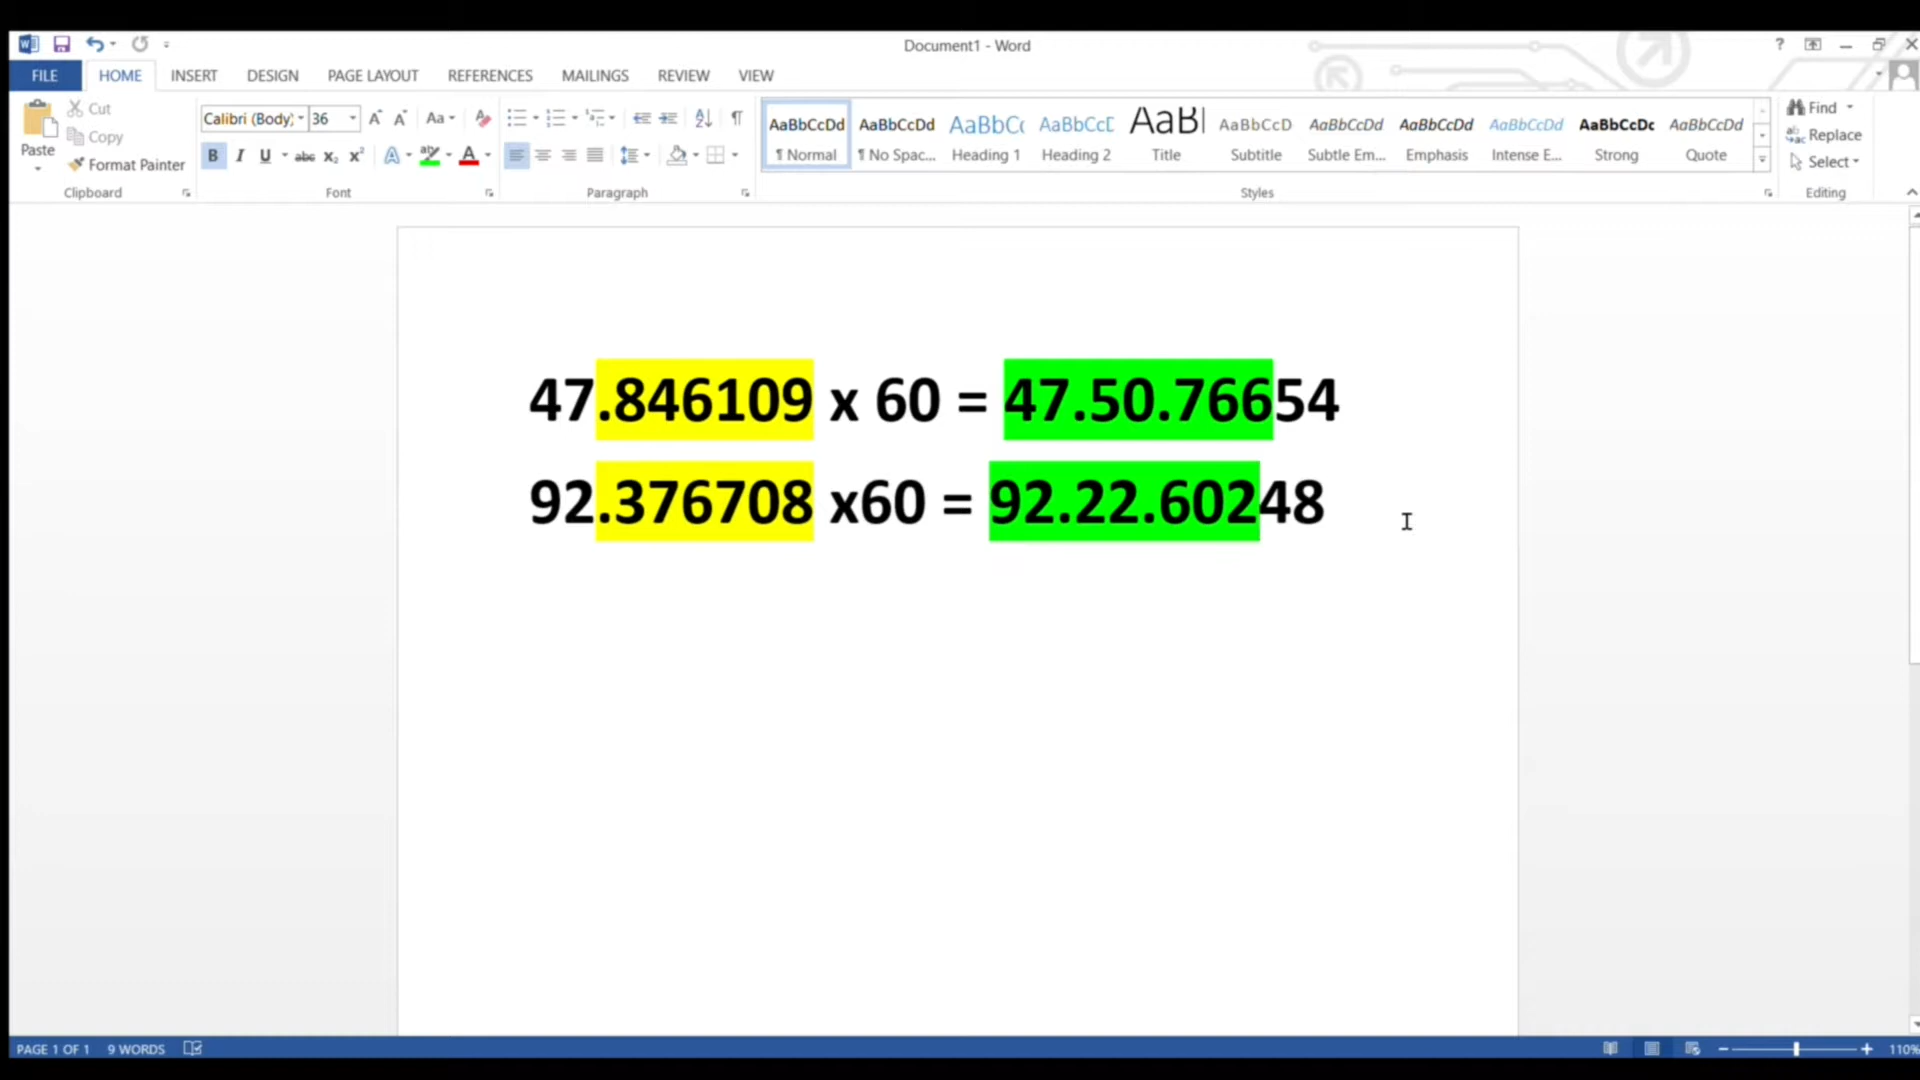 Document1 - Word
FILE HOME INSERT DESIGN PAGE LAYOUT REFERENCES MAILINGS REVIEW VIEW
Paste
Cut
Copy
Format Painter
Clipboard
Calibri (Body) 36
Font
Paragraph
AaBbCcDd AaBbCcDd AaBbCc AaBbCcD AaB AaBbCcD AaBbCcDd AaBbCcDd AaBbCcDd AaBbCcDc AaBbCcDd
¶ Normal ¶ No Spac... Heading 1 Heading 2 Title Subtitle Subtle Em... Emphasis Intense E... Strong Quote
Styles
Find
Replace
Select
Editing
47.846109 x 60 = 47.50.76654
92.376708 x60 = 92.22.60248
PAGE 1 OF 1 9 WORDS
110%